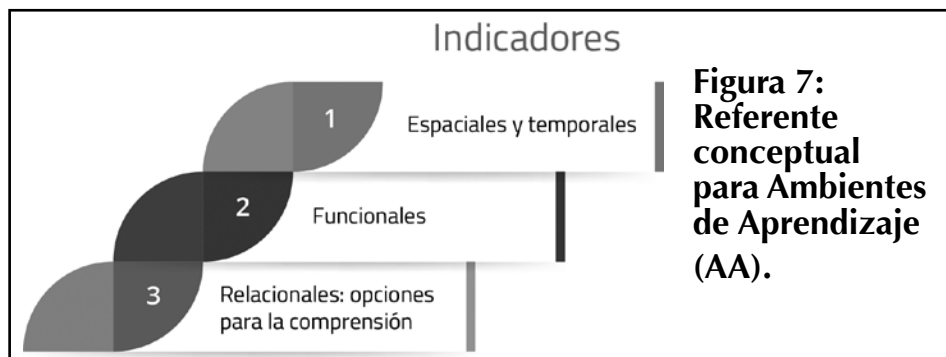 Indicadores
1
Espaciales y temporales
2
Funcionales
3
Relacionales: opciones
para la comprensión
Figura 7:
Referente
conceptual
para Ambientes
de Aprendizaje
(AA).